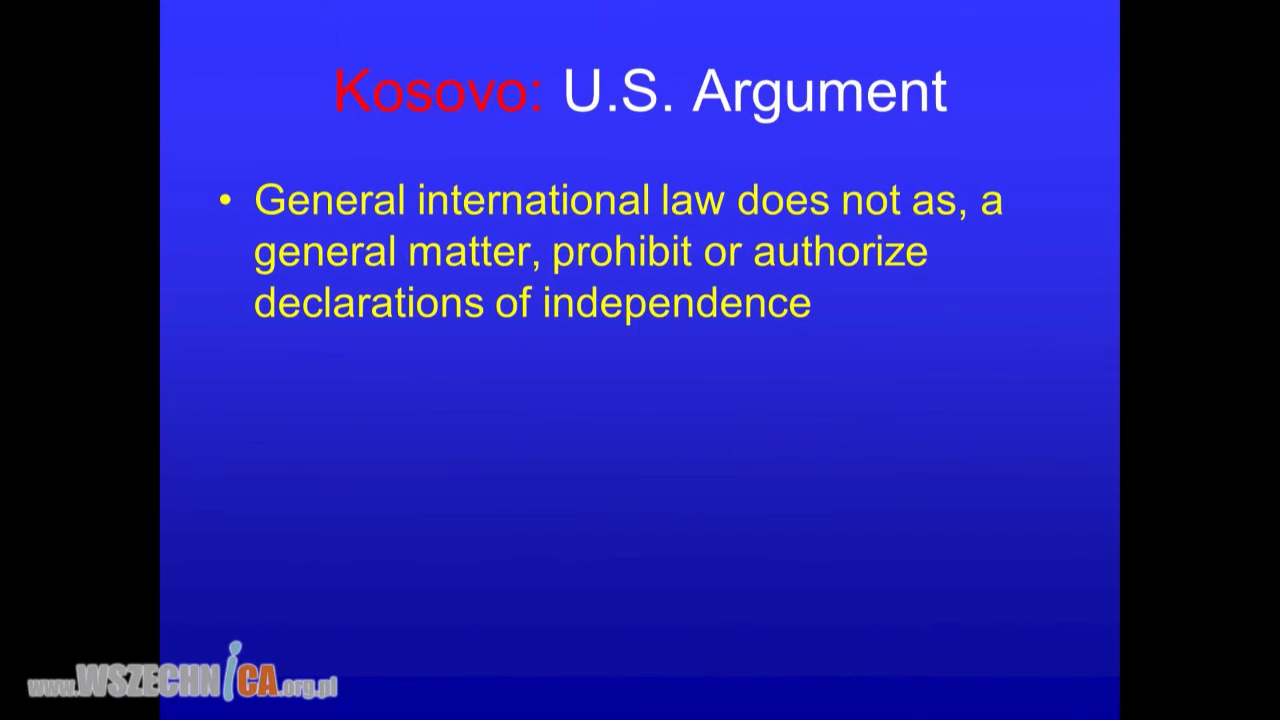 Kosovo: U.S. Argument
• General international law does not as, a
general matter, prohibit or authorize
declarations of independence
www.WSZECHNiCA.org.pl